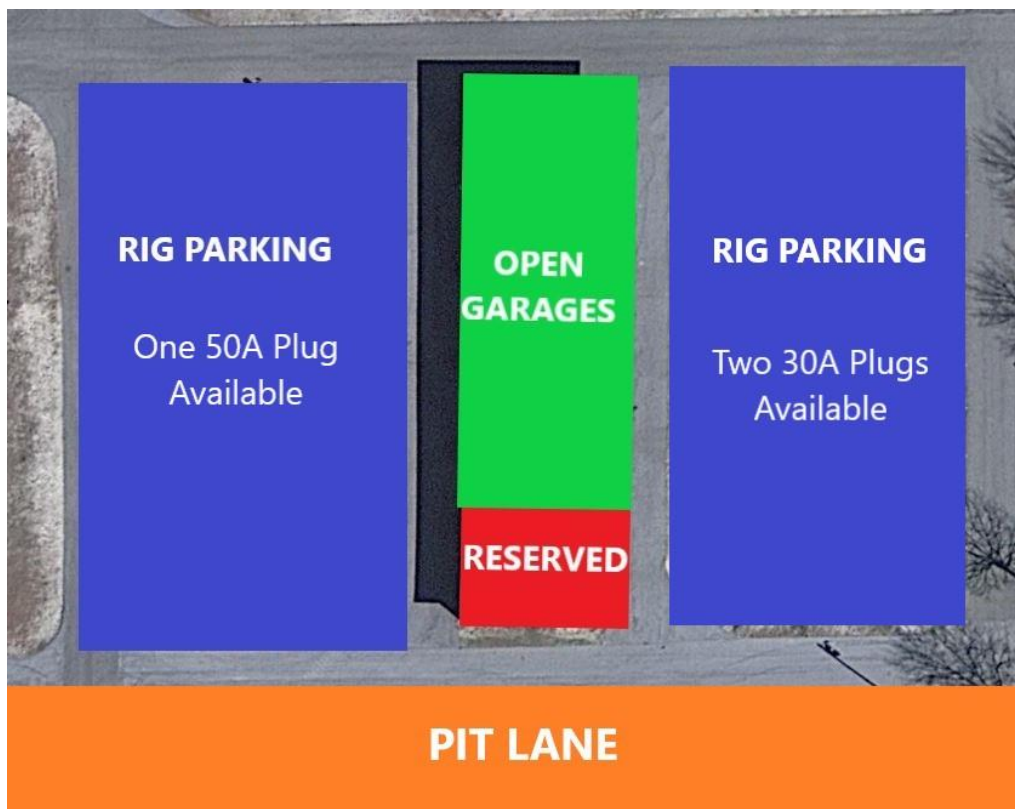 RIG PARKING
One 50A Plug
Available
OPEN
GARAGES
RESERVED
RIG PARKING
Two 30A Plugs
Available
PIT LANE